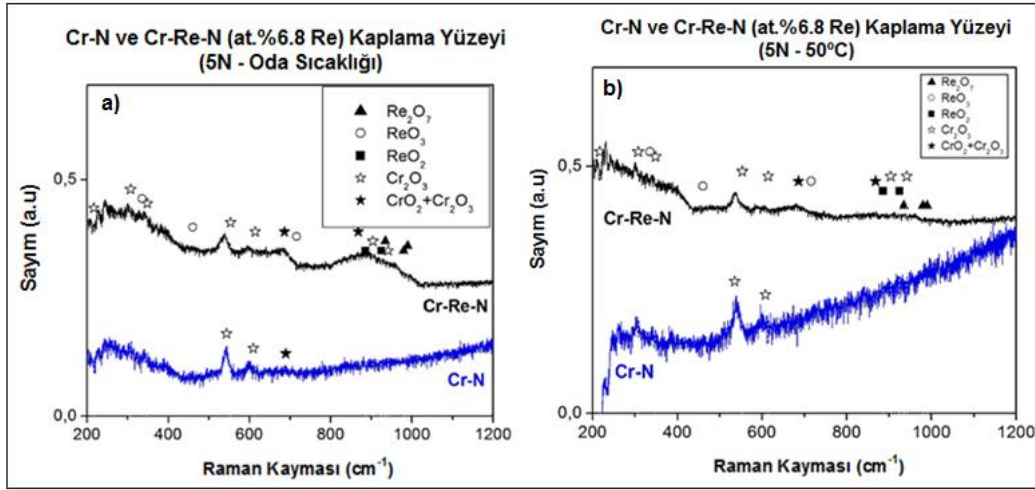 Cr-N ve Cr-Re-N (at.%6.8 Re) Kaplama Yüzeyi
(5N - Oda Sıcaklığı)
a)
Re2O7
ReO3
ReO2
Cr2O3
CrO2+Cr2O3
Sayım (a.u)
0,5
0,0
Cr-Re-N
Cr-N
200 400 600 800 1000 1200
Raman Kayması (cm-1)
Cr-N ve Cr-Re-N (at.%6.8 Re) Kaplama Yüzeyi
(5N - 50ºC)
b)
Re2O7
ReO3
ReO2
Cr2O3
CrO2+Cr2O3
Sayım (a.u)
0,5
0,0
Cr-Re-N
Cr-N
200 400 600 800 1000 1200
Raman Kayması (cm-1)